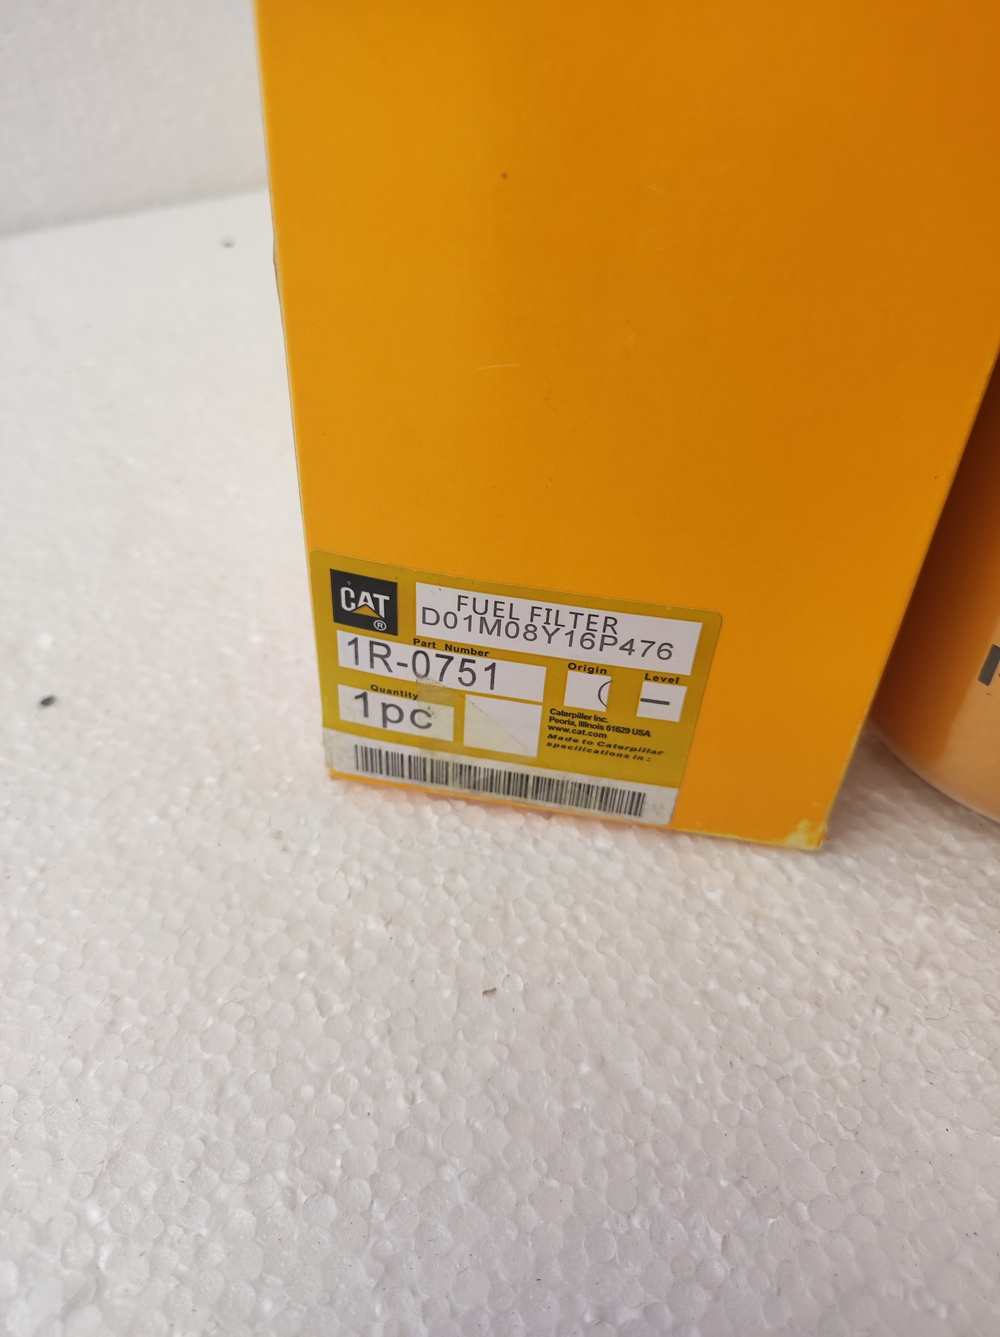 CAT
®
FUEL FILTER
D01M08Y16P476
Part Number
1R-0751
Origin
Level
Quantity
1pc
Caterpillar Inc.
Peoria, Illinois 61629 USA
www.cat.com
Made to Caterpillar
specifications in: